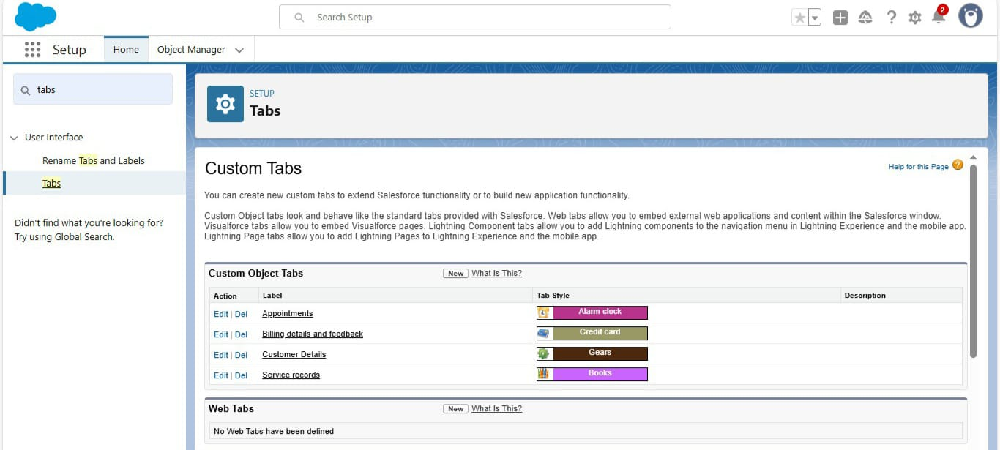 Search Setup
2
Setup Home Object Manager
tabs
SETUP
Tabs
User Interface
Rename Tabs and Labels
Tabs
Didn't find what you're looking for?
Try using Global Search.
Custom Tabs
Help for this Page ?
You can create new custom tabs to extend Salesforce functionality or to build new application functionality.
Custom Object tabs look and behave like the standard tabs provided with Salesforce. Web tabs allow you to embed external web applications and content within the Salesforce window.
Visualforce tabs allow you to embed Visualforce pages. Lightning Component tabs allow you to add Lightning components to the navigation menu in Lightning Experience and the mobile app.
Lightning Page tabs allow you to add Lightning Pages to Lightning Experience and the mobile app.
Custom Object Tabs New What Is This?
Action Label Tab Style Description
Edit | Del Appointments Alarm clock
Edit | Del Billing details and feedback Credit card
Edit | Del Customer Details Gears
Edit | Del Service records Books
Web Tabs New What Is This?
No Web Tabs have been defined